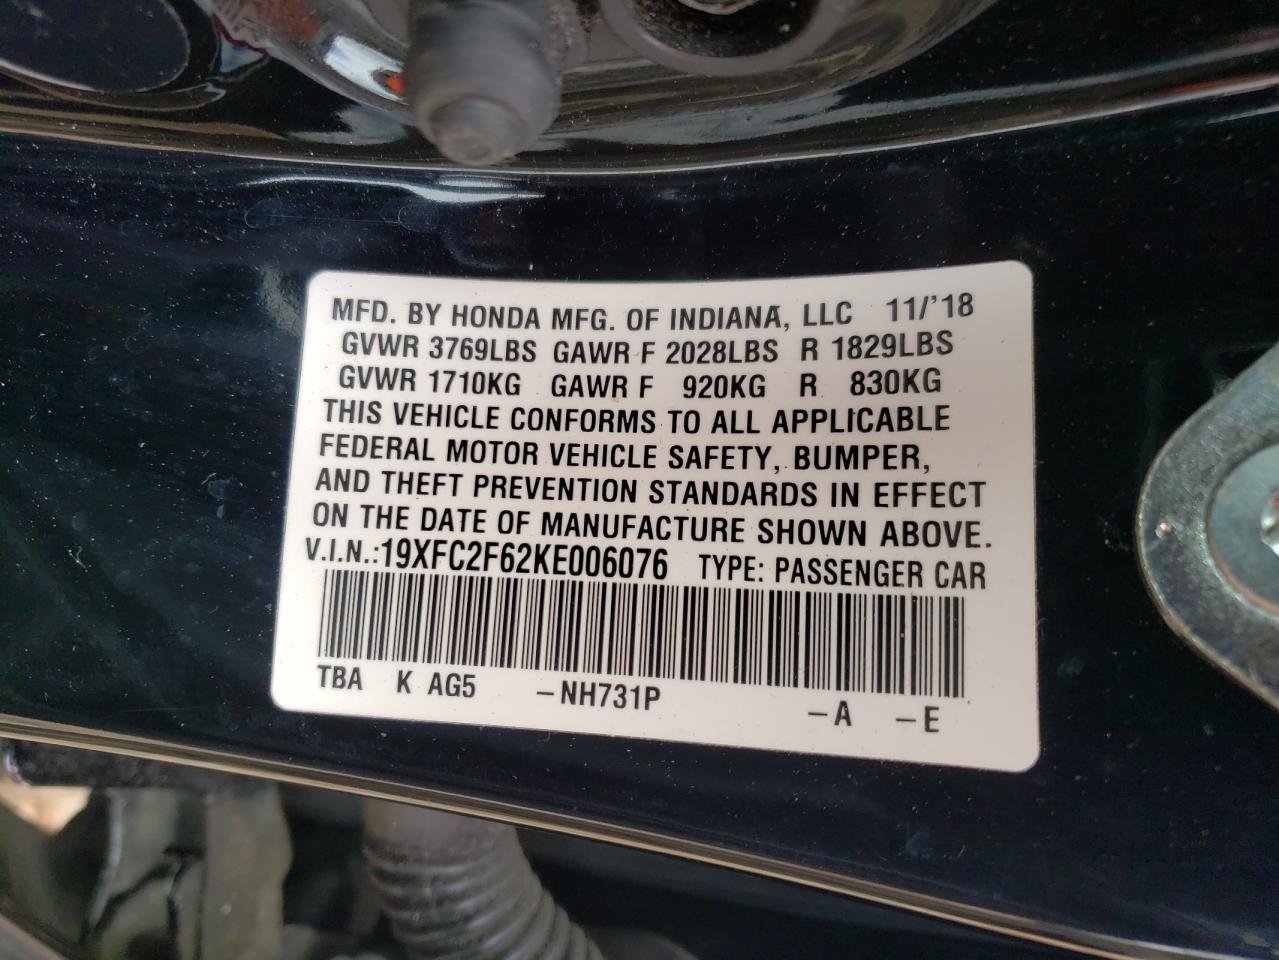 MFD. BY HONDA MFG. OF INDIANA, LLC 11/'18
GVWR 3769LBS GAWR F 2028LBS R 1829LBS
GVWR 1710KG GAWR F 920KG R 830KG
THIS VEHICLE CONFORMS TO ALL APPLICABLE
FEDERAL MOTOR VEHICLE SAFETY, BUMPER,
AND THEFT PREVENTION STANDARDS IN EFFECT
ON THE DATE OF MANUFACTURE SHOWN ABOVE.
V.I.N.:19XFC2F62KE006076 TYPE: PASSENGER CAR
TBA K AG5 -NH731P -A -E